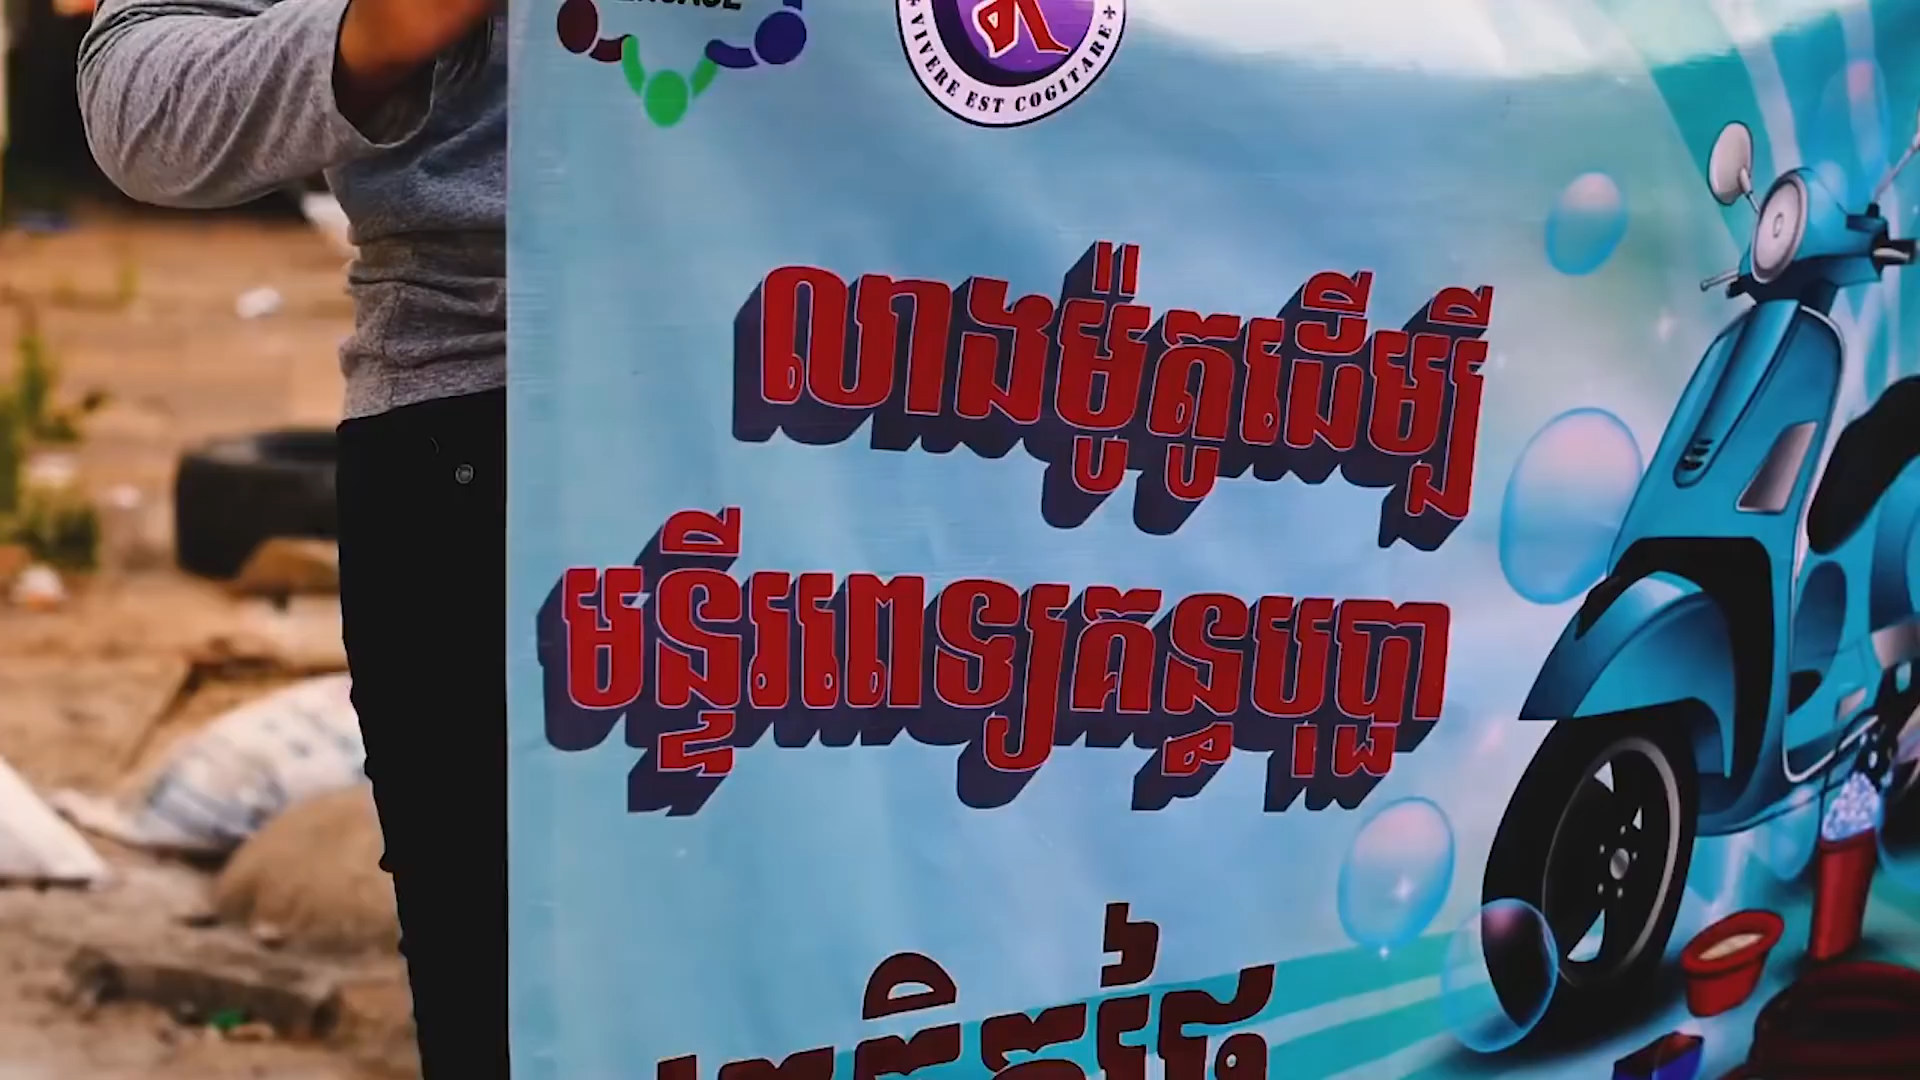 ENGAGE
VIVERE EST COGITARE
លាងម៉ូតូដើម្បី
មន្ទីរពេទ្យគន្ធបុប្ផា